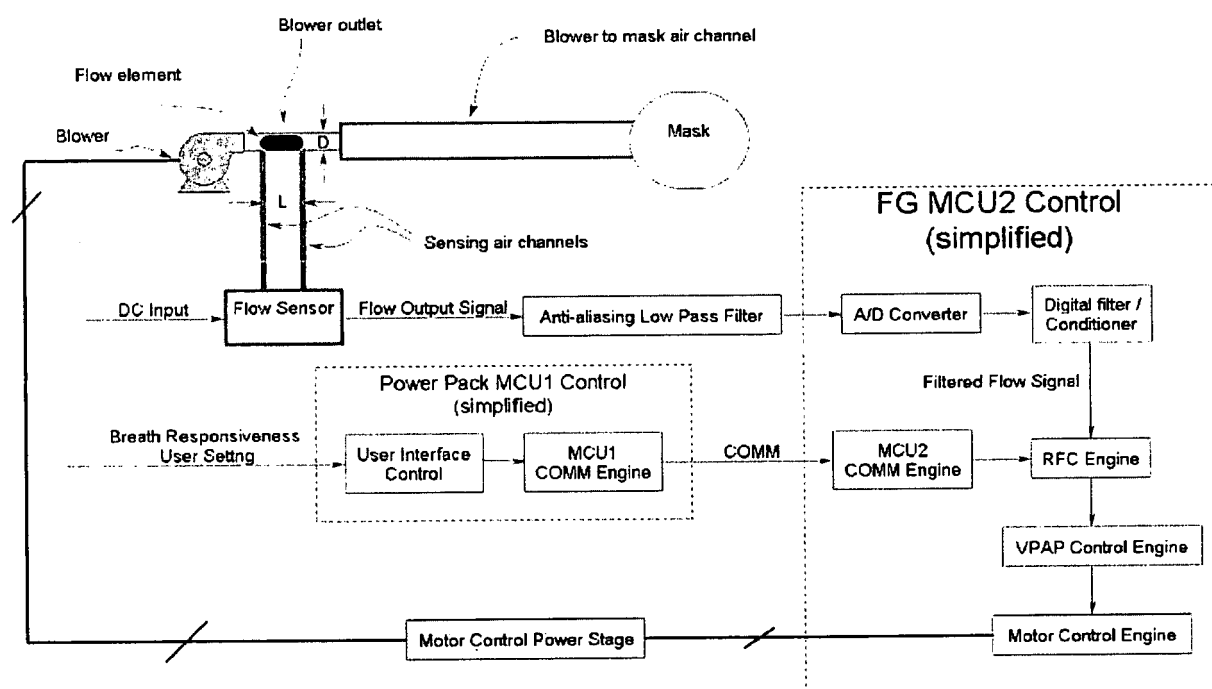 Blower outlet
Blower to mask air channel
Flow element
Blower
D
Mask
L
Sensing air channels
FG MCU2 Control
(simplified)
DC Input
Flow Sensor
Flow Output Signal
Anti-aliasing Low Pass Filter
A/D Converter
Digital filter /
Conditioner
Power Pack MCU1 Control
(simplified)
Filtered Flow Signal
Breath Responsiveness
User Setting
User Interface
Control
MCU1
COMM Engine
COMM
MCU2
COMM Engine
RFC Engine
VPAP Control Engine
Motor Control Power Stage
Motor Control Engine